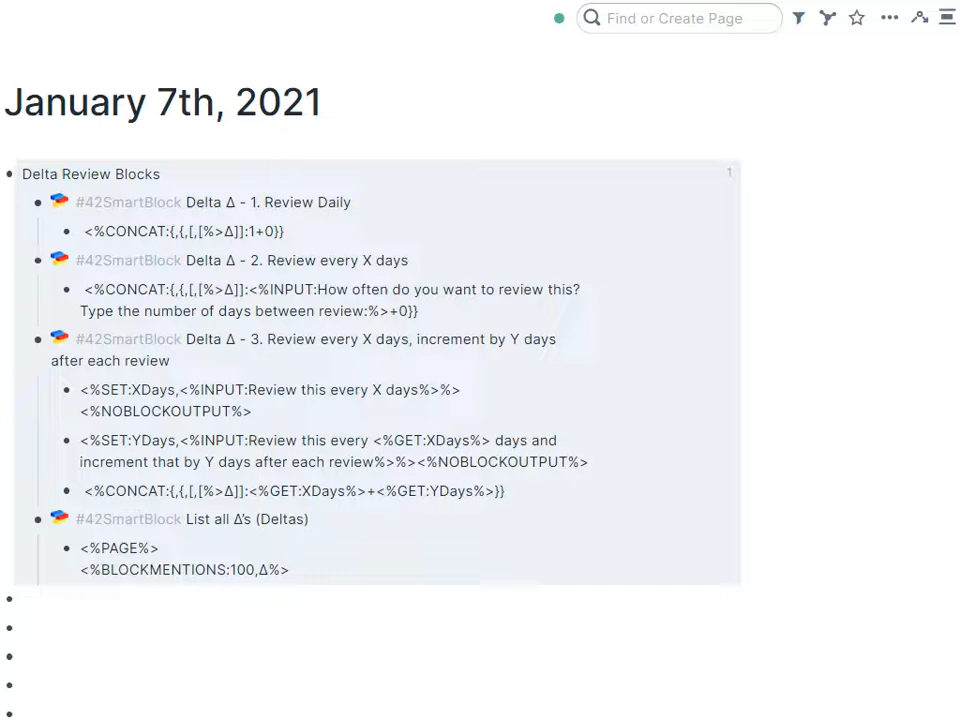 Find or Create Page
January 7th, 2021
Delta Review Blocks
1
#42SmartBlock Delta Δ - 1. Review Daily
<%CONCAT:{,{,[,[%>Δ]]:1+0}}
#42SmartBlock Delta Δ - 2. Review every X days
<%CONCAT:{,{,[,[%>Δ]]:<%INPUT:How often do you want to review this?
Type the number of days between review:%>+0}}
#42SmartBlock Delta Δ - 3. Review every X days, increment by Y days
after each review
<%SET:XDays,<%INPUT:Review this every X days%>%>
<%NOBLOCKOUTPUT%>
<%SET:YDays,<%INPUT:Review this every <%GET:XDays%> days and
increment that by Y days after each review%>%><%NOBLOCKOUTPUT%>
<%CONCAT:{,{,[,[%>Δ]]:<%GET:XDays%>+<%GET:YDays%>}}
#42SmartBlock List all Δ's (Deltas)
<%PAGE%>
<%BLOCKMENTIONS:100,Δ%>